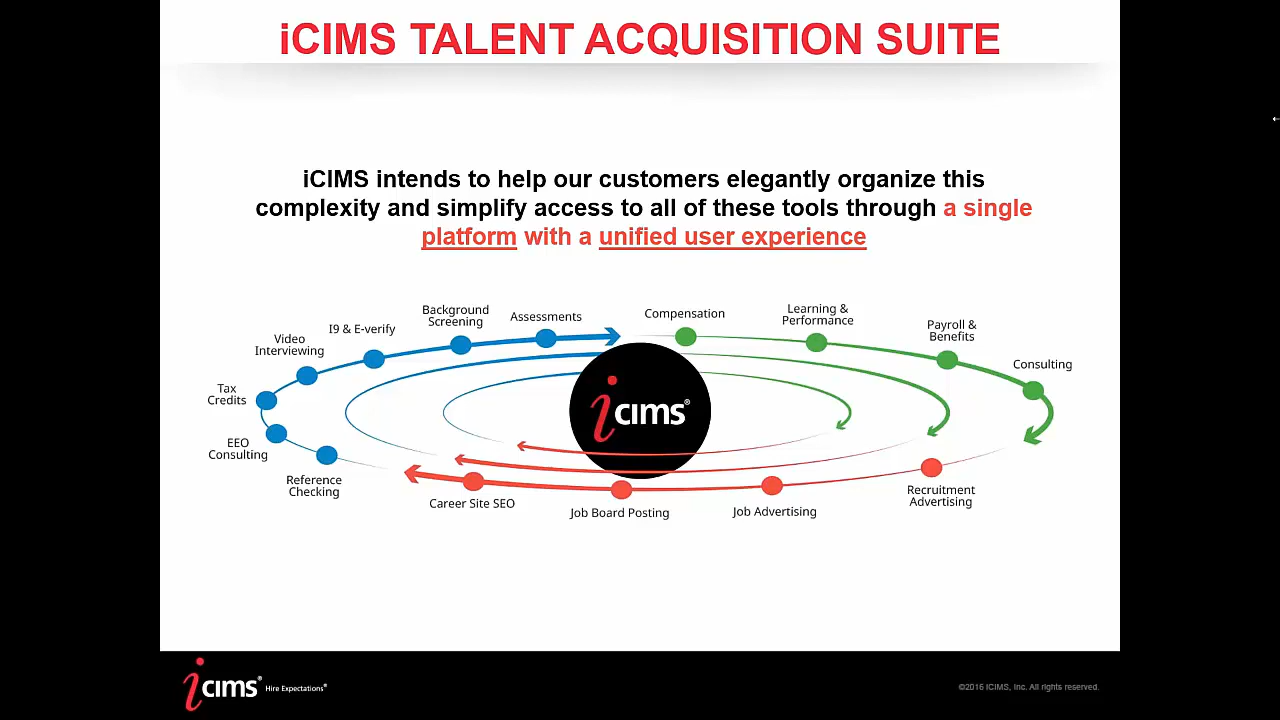 iCIMS TALENT ACQUISITION SUITE
iCIMS intends to help our customers elegantly organize this
complexity and simplify access to all of these tools through a single
platform with a unified user experience
Background
Screening
Assessments
I9 & E-verify
Video
Interviewing
Tax
Credits
EEO
Consulting
Reference
Checking
Compensation
Learning &
Performance
Payroll &
Benefits
Consulting
icims®
Career Site SEO
Job Board Posting
Job Advertising
Recruitment
Advertising
icims® Hire Expectations®
©2016 iCIMS, Inc. All rights reserved.